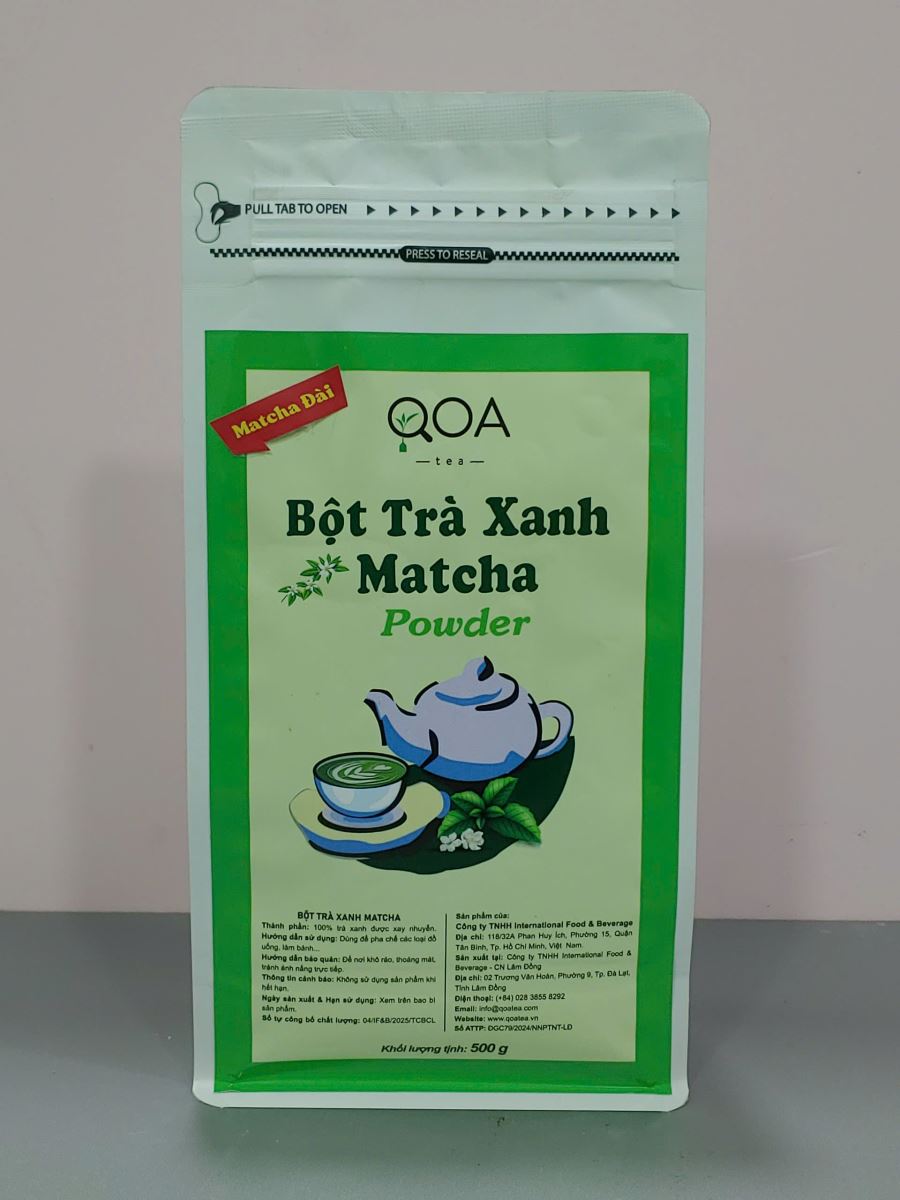 PULL TAB TO OPEN
PRESS TO RESEAL
Matcha Đài
QOA
tea
Bột Trà Xanh
Matcha
Powder
BỘT TRÀ XANH MATCHA
Thành phần: 100% trà xanh được xay nhuyễn.
Hướng dẫn sử dụng: Dùng để pha chế các loại đồ
uống, làm bánh...
Hướng dẫn bảo quản: Để nơi khô ráo, thoáng mát,
tránh ánh nắng trực tiếp.
Thông tin cảnh báo: Không sử dụng sản phẩm khi
hết hạn.
Ngày sản xuất & Hạn sử dụng: Xem trên bao bì
sản phẩm.
Số tự công bố chất lượng: 04/IF&B/2025/TCBCL
Sản phẩm của:
Công ty TNHH International Food & Beverage
Địa chỉ: 118/32A Phan Huy Ích, Phường 15, Quận
Tân Bình, Tp. Hồ Chí Minh, Việt Nam.
Sản xuất tại: Công ty TNHH International Food &
Beverage - CN Lâm Đồng
Địa chỉ: 02 Trương Văn Hoàn, Phường 9, Tp. Đà Lạt,
Tỉnh Lâm Đồng
Điện thoại: (+84) 028 3855 8292
Email: info@qoatea.com
Website: www.qoatea.vn
Số ATTP: ĐGC79/2024/NNPTNT-LĐ
Khối lượng tịnh: 500 g